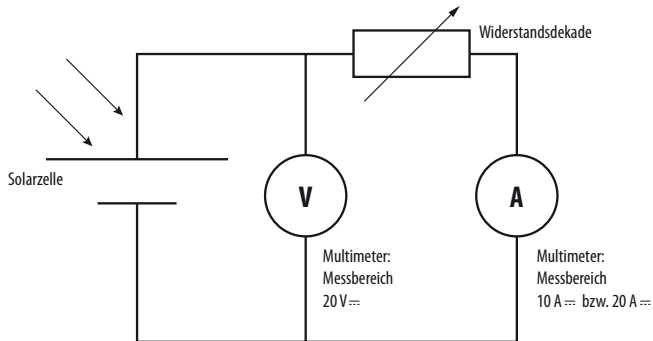 Widerstandsdekade
Solarzelle
V
A
Multimeter:
Messbereich
20 V⎓
Multimeter:
Messbereich
10 A⎓ bzw. 20 A⎓